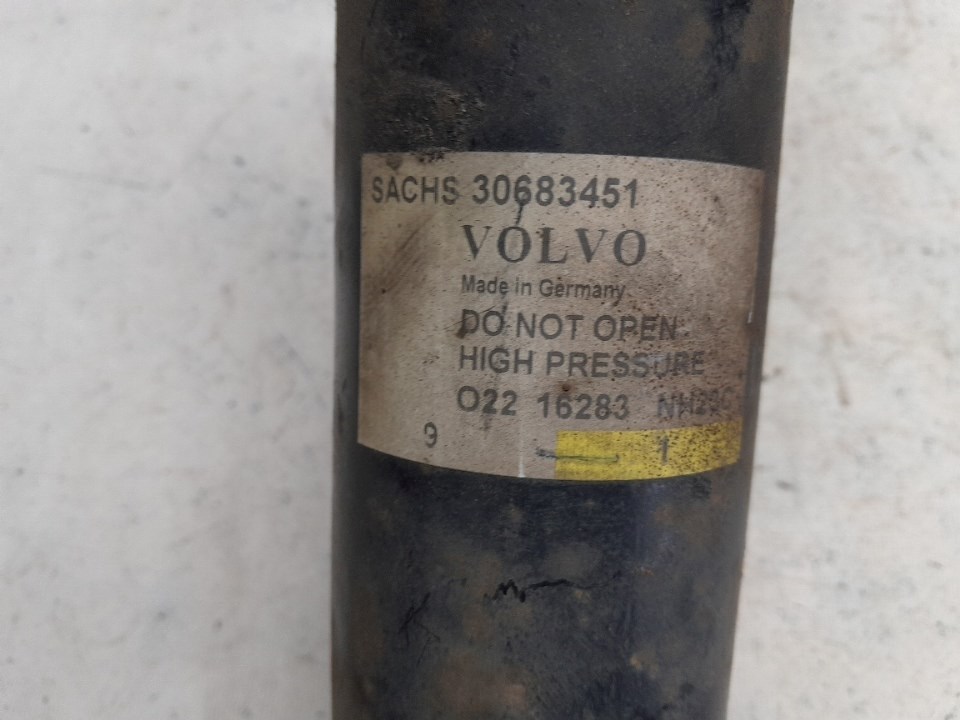 SACHS 30683451
VOLVO
Made in Germany
DO NOT OPEN
HIGH PRESSURE
O22 16283
9 1